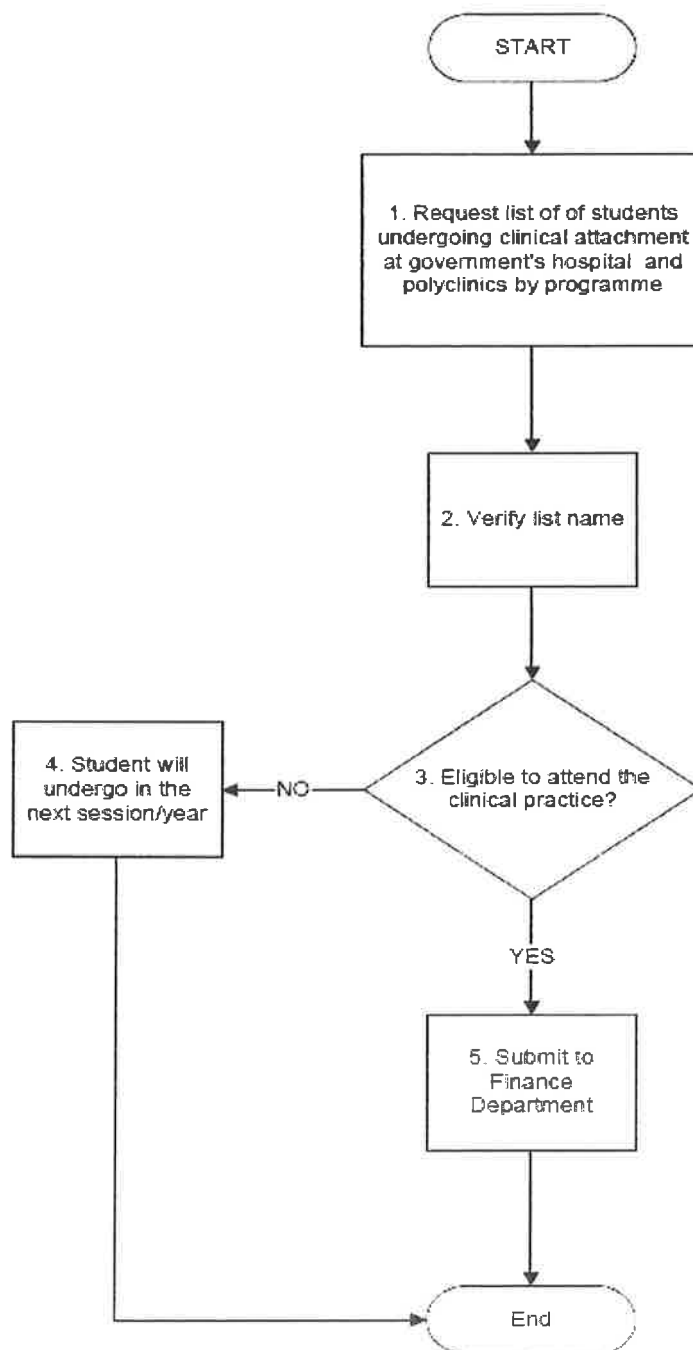 START
1. Request list of of students
undergoing clinical attachment
at government's hospital and
polyclinics by programme
2. Verify list name
3. Eligible to attend the
clinical practice?
NO
4. Student will
undergo in the
next session/year
YES
5. Submit to
Finance
Department
End